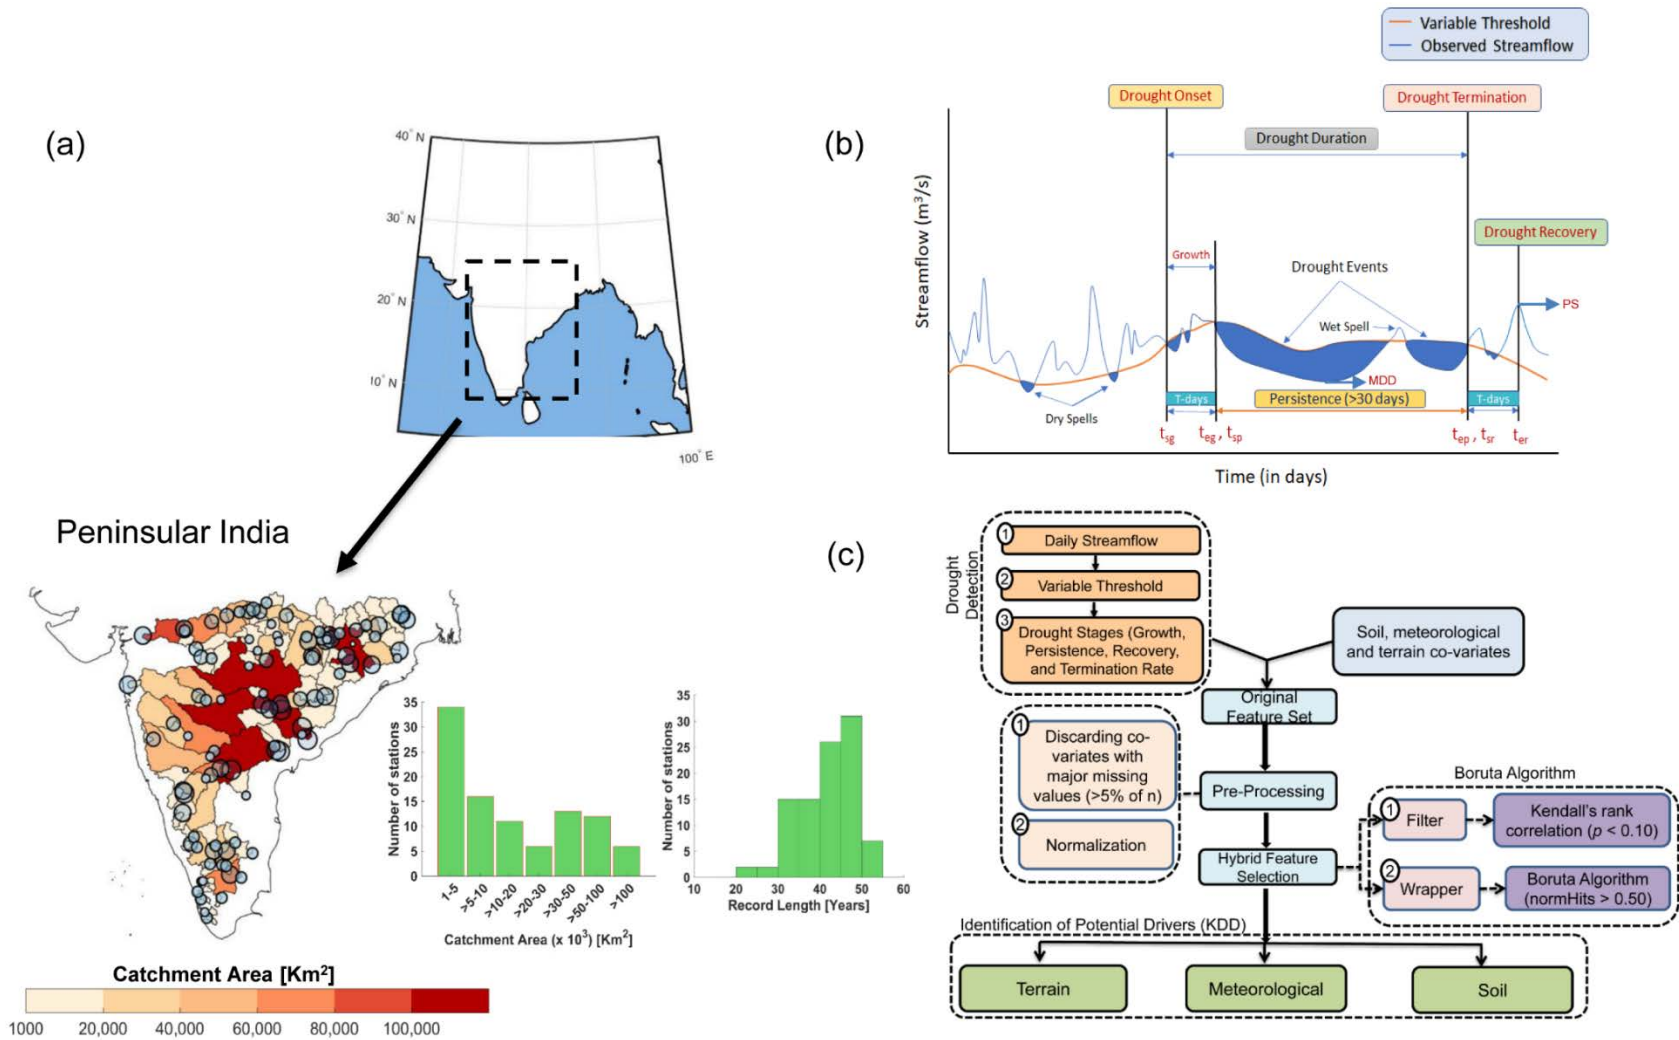 (a)
40° N
30° N
20° N
10° N
100° E
Peninsular India
Catchment Area [Km²]
1000 20,000 40,000 60,000 80,000 100,000
Number of stations
35
30
25
20
15
10
5
0
1-5 >5-10 >10-20 >20-30 >30-50 >50-100 >100
Catchment Area (x 10³) [Km²]
Number of stations
35
30
25
20
15
10
5
0
10 20 30 40 50 60
Record Length [Years]
(b)
Variable Threshold
Observed Streamflow
Drought Onset
Drought Termination
Drought Duration
Streamflow (m³/s)
Drought Recovery
Growth
Drought Events
PS
Wet Spell
MDD
Dry Spells
T-days
Persistence (>30 days)
T-days
tsg
teg , tsp
tep , tsr
ter
Time (in days)
(c)
Drought
Detection
1
Daily Streamflow
2
Variable Threshold
3
Drought Stages (Growth,
Persistence, Recovery,
and Termination Rate
Soil, meteorological
and terrain co-variates
Original
Feature Set
1
Discarding co-
variates with
major missing
values (>5% of n)
2
Normalization
Pre-Processing
Hybrid Feature
Selection
Boruta Algorithm
1
Filter
Kendall's rank
correlation (p < 0.10)
2
Wrapper
Boruta Algorithm
(normHits > 0.50)
Identification of Potential Drivers (KDD)
Terrain
Meteorological
Soil